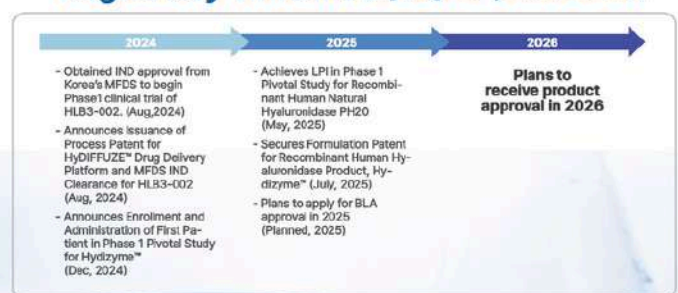 2024
- Obtained IND approval from
Korea's MFDS to begin
Phase1 clinical trial of
HLB3-002. (Aug,2024)
- Announces Issuance of
Process Patent for
HyDIFFUZE™ Drug Delivery
Platform and MFDS IND
Clearance for HLB3-002
(Aug, 2024)
- Announces Enrolment and
Administration of First Pa-
tient in Phase 1 Pivotal Study
for Hydizyme™
(Dec, 2024)
2025
- Achieves LPI in Phase 1
Pivotal Study for Recombi-
nant Human Natural
Hyaluronidase PH20
(May, 2025)
- Secures Formulation Patent
for Recombinant Human Hy-
aluronidase Product, Hy-
dizyme™ (July, 2025)
- Plans to apply for BLA
approval in 2025
(Planned, 2025)
2026
Plans to
receive product
approval in 2026